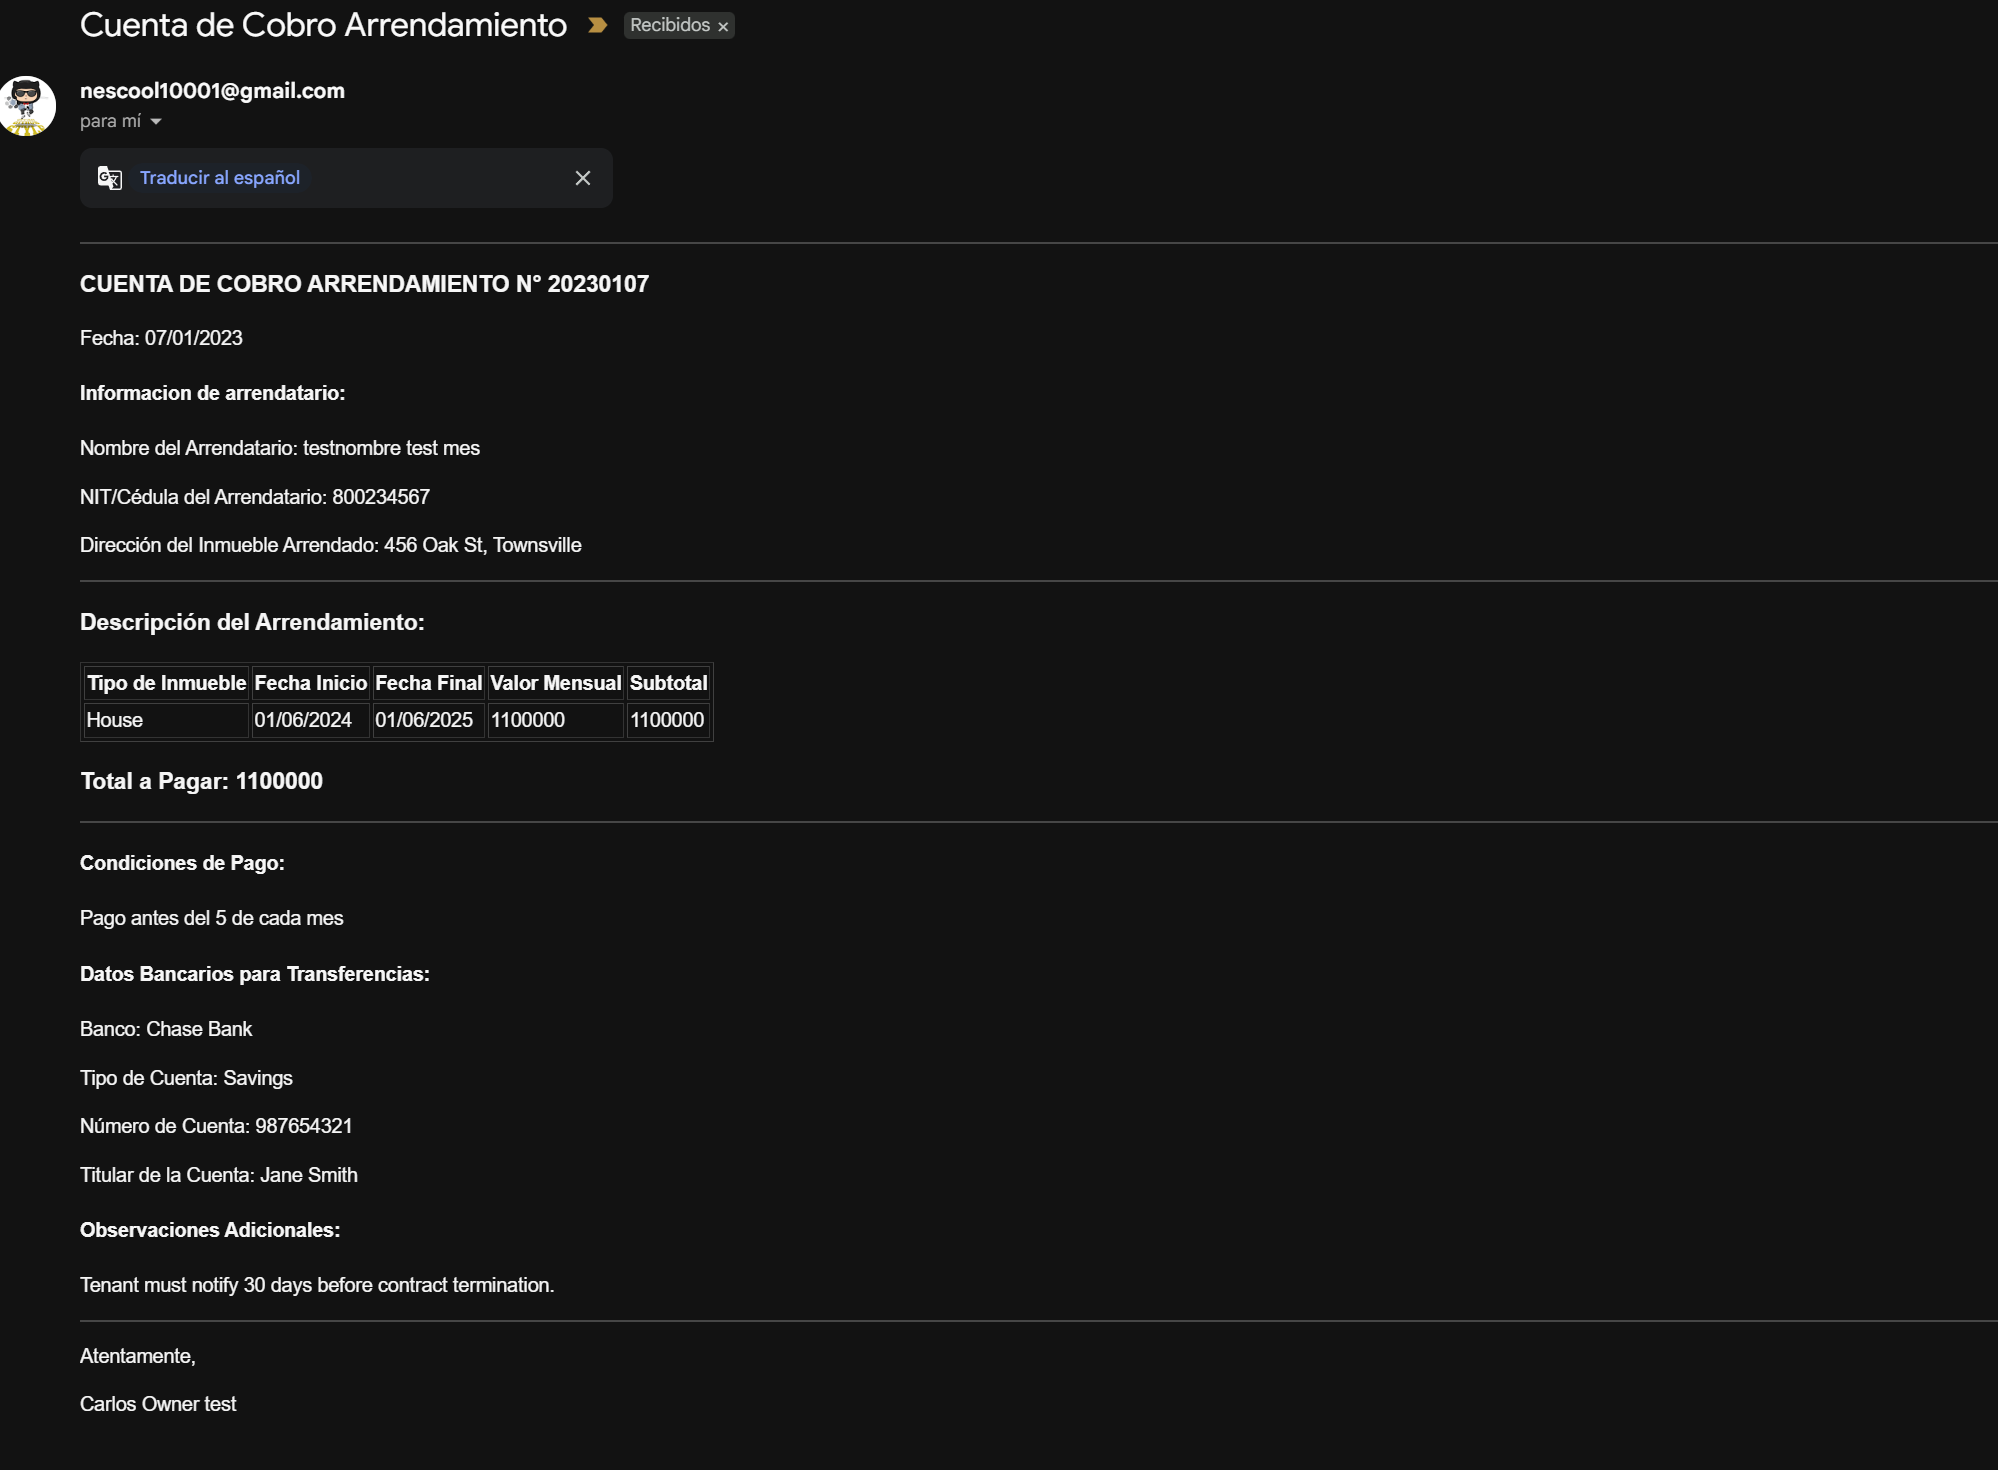 Cuenta de Cobro Arrendamiento Recibidos ×
nescool10001@gmail.com
para mí
Traducir al español
CUENTA DE COBRO ARRENDAMIENTO N° 20230107
Fecha: 07/01/2023
Informacion de arrendatario:
Nombre del Arrendatario: testnombre test mes
NIT/Cédula del Arrendatario: 800234567
Dirección del Inmueble Arrendado: 456 Oak St, Townsville
Descripción del Arrendamiento:
Tipo de Inmueble Fecha Inicio Fecha Final Valor Mensual Subtotal
House 01/06/2024 01/06/2025 1100000 1100000
Total a Pagar: 1100000
Condiciones de Pago:
Pago antes del 5 de cada mes
Datos Bancarios para Transferencias:
Banco: Chase Bank
Tipo de Cuenta: Savings
Número de Cuenta: 987654321
Titular de la Cuenta: Jane Smith
Observaciones Adicionales:
Tenant must notify 30 days before contract termination.
Atentamente,
Carlos Owner test